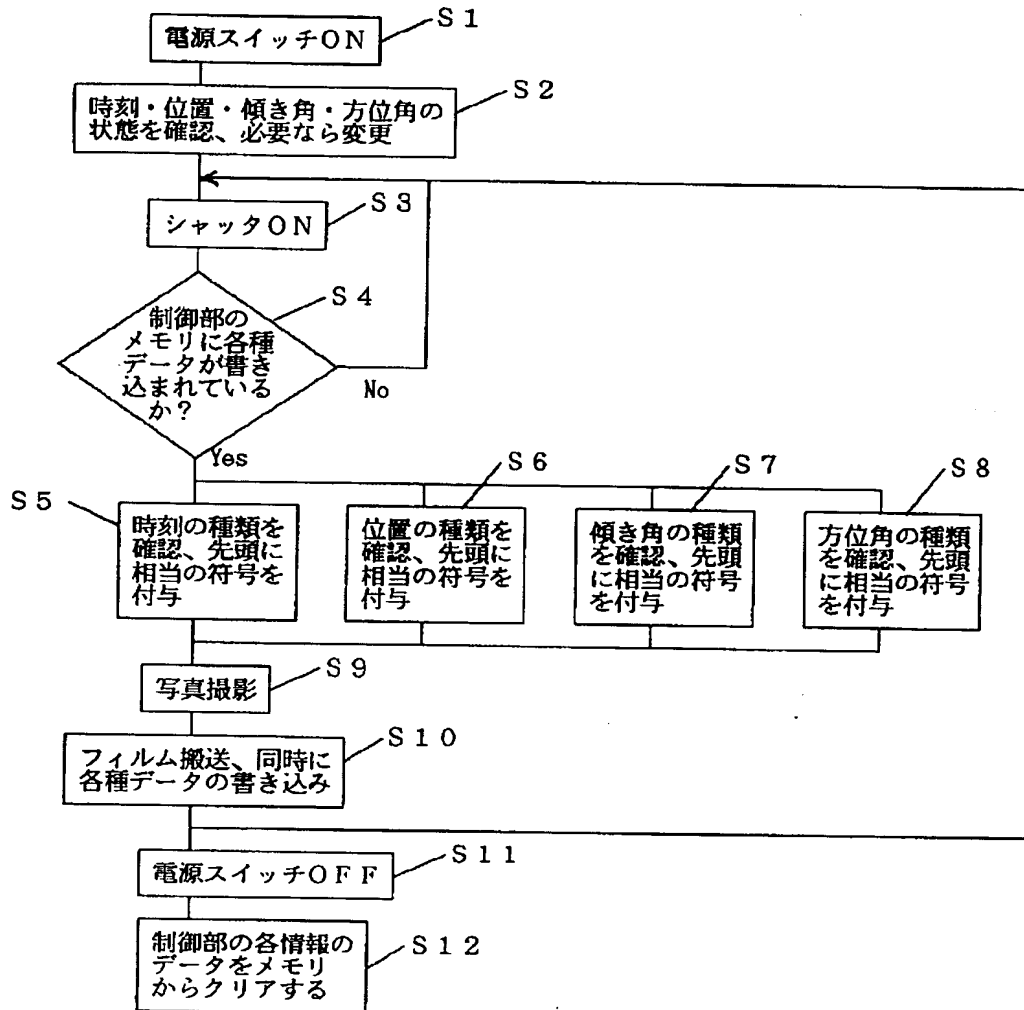 S1
電源スイッチON
S2
時刻・位置・傾き角・方位角の
状態を確認、必要なら変更
S3
シャッタON
S4
制御部の
メモリに各種
データが書き
込まれている
か?
No
Yes
S5
時刻の種類を
確認、先頭に
相当の符号を
付与
S6
位置の種類を
確認、先頭に
相当の符号を
付与
S7
傾き角の種類
を確認、先頭
に相当の符号
を付与
S8
方位角の種類
を確認、先頭
に相当の符号
を付与
S9
写真撮影
S10
フィルム搬送、同時に
各種データの書き込み
S11
電源スイッチOFF
S12
制御部の各情報の
データをメモリ
からクリアする